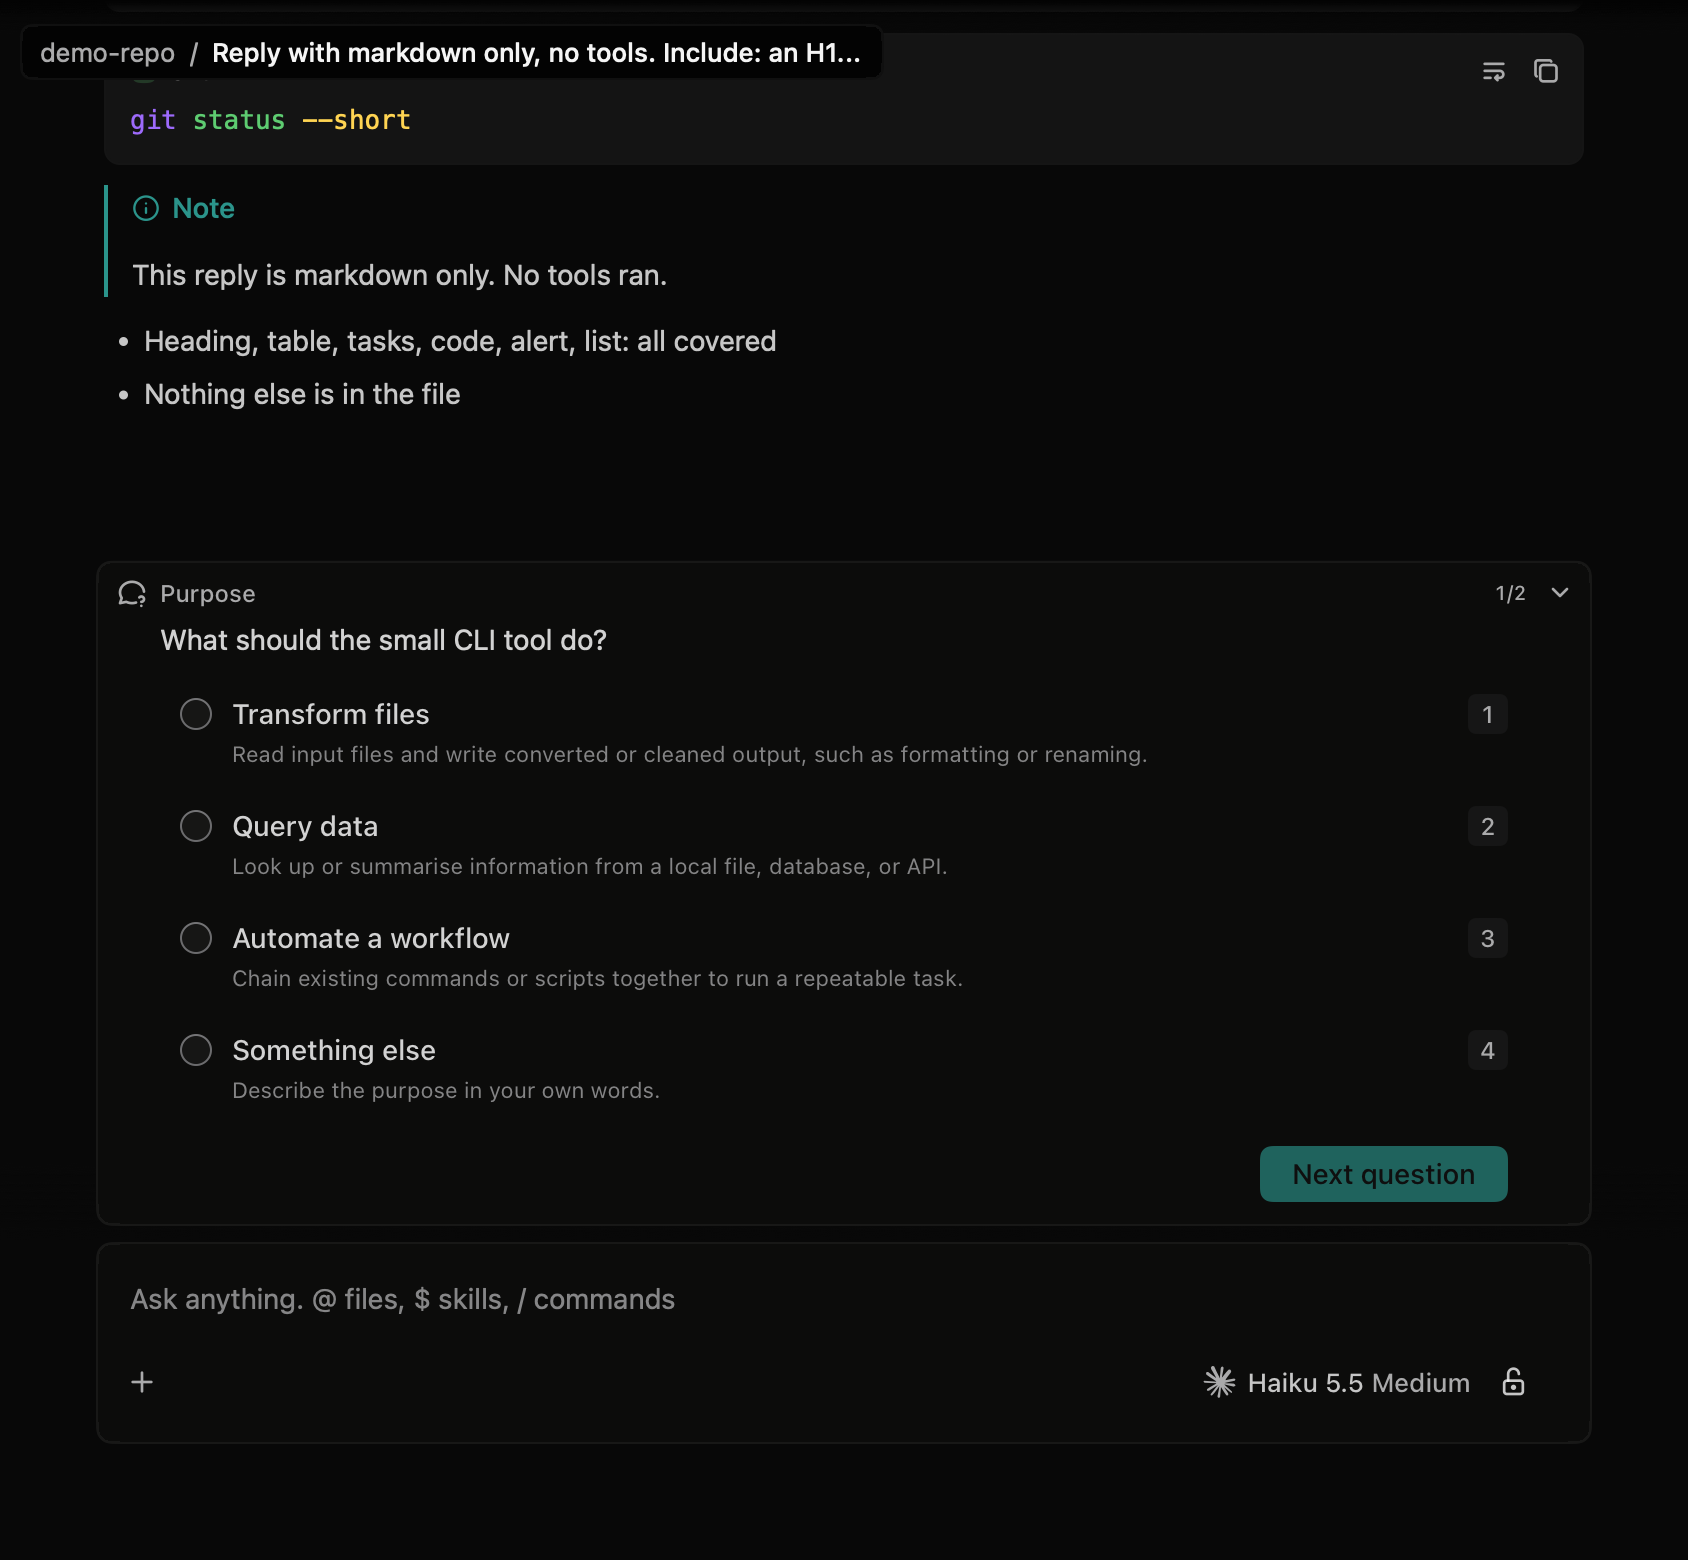 demo-repo / Reply with markdown only, no tools. Include: an H1...
git status --short
Note
This reply is markdown only. No tools ran.
• Heading, table, tasks, code, alert, list: all covered
• Nothing else is in the file
Purpose 1/2
What should the small CLI tool do?
Transform files 1
Read input files and write converted or cleaned output, such as formatting or renaming.
Query data 2
Look up or summarise information from a local file, database, or API.
Automate a workflow 3
Chain existing commands or scripts together to run a repeatable task.
Something else 4
Describe the purpose in your own words.
Next question
Ask anything. @ files, $ skills, / commands
Haiku 5.5 Medium